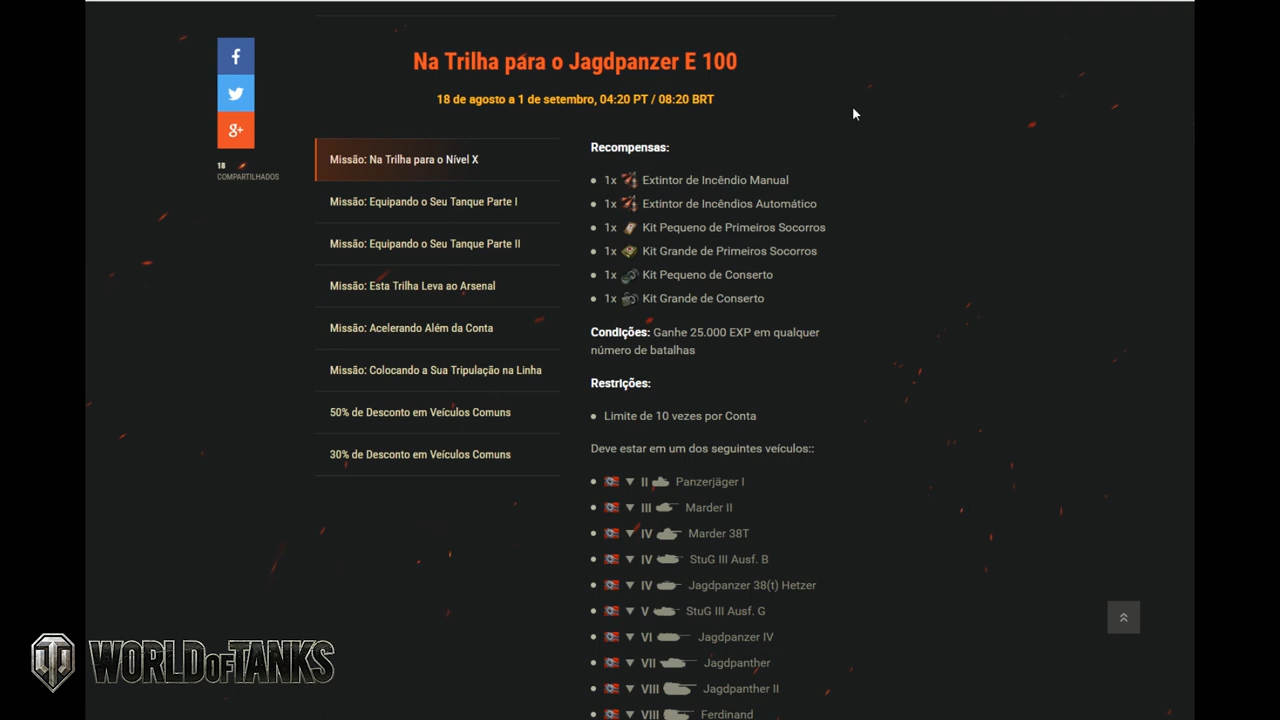 Na Trilha para o Jagdpanzer E 100
18 de agosto a 1 de setembro, 04:20 PT / 08:20 BRT
f
g+
18
COMPARTILHADOS
Missão: Na Trilha para o Nível X
Missão: Equipando o Seu Tanque Parte I
Missão: Equipando o Seu Tanque Parte II
Missão: Esta Trilha Leva ao Arsenal
Missão: Acelerando Além da Conta
Missão: Colocando a Sua Tripulação na Linha
50% de Desconto em Veículos Comuns
30% de Desconto em Veículos Comuns
Recompensas:
1x Extintor de Incêndio Manual
1x Extintor de Incêndios Automático
1x Kit Pequeno de Primeiros Socorros
1x Kit Grande de Primeiros Socorros
1x Kit Pequeno de Conserto
1x Kit Grande de Conserto
Condições: Ganhe 25.000 EXP em qualquer
número de batalhas
Restrições:
Limite de 10 vezes por Conta
Deve estar em um dos seguintes veículos::
II Panzerjäger I
III Marder II
IV Marder 38T
IV StuG III Ausf. B
IV Jagdpanzer 38(t) Hetzer
V StuG III Ausf. G
VI Jagdpanzer IV
VII Jagdpanther
VIII Jagdpanther II
VIII Ferdinand
WORLD OF TANKS